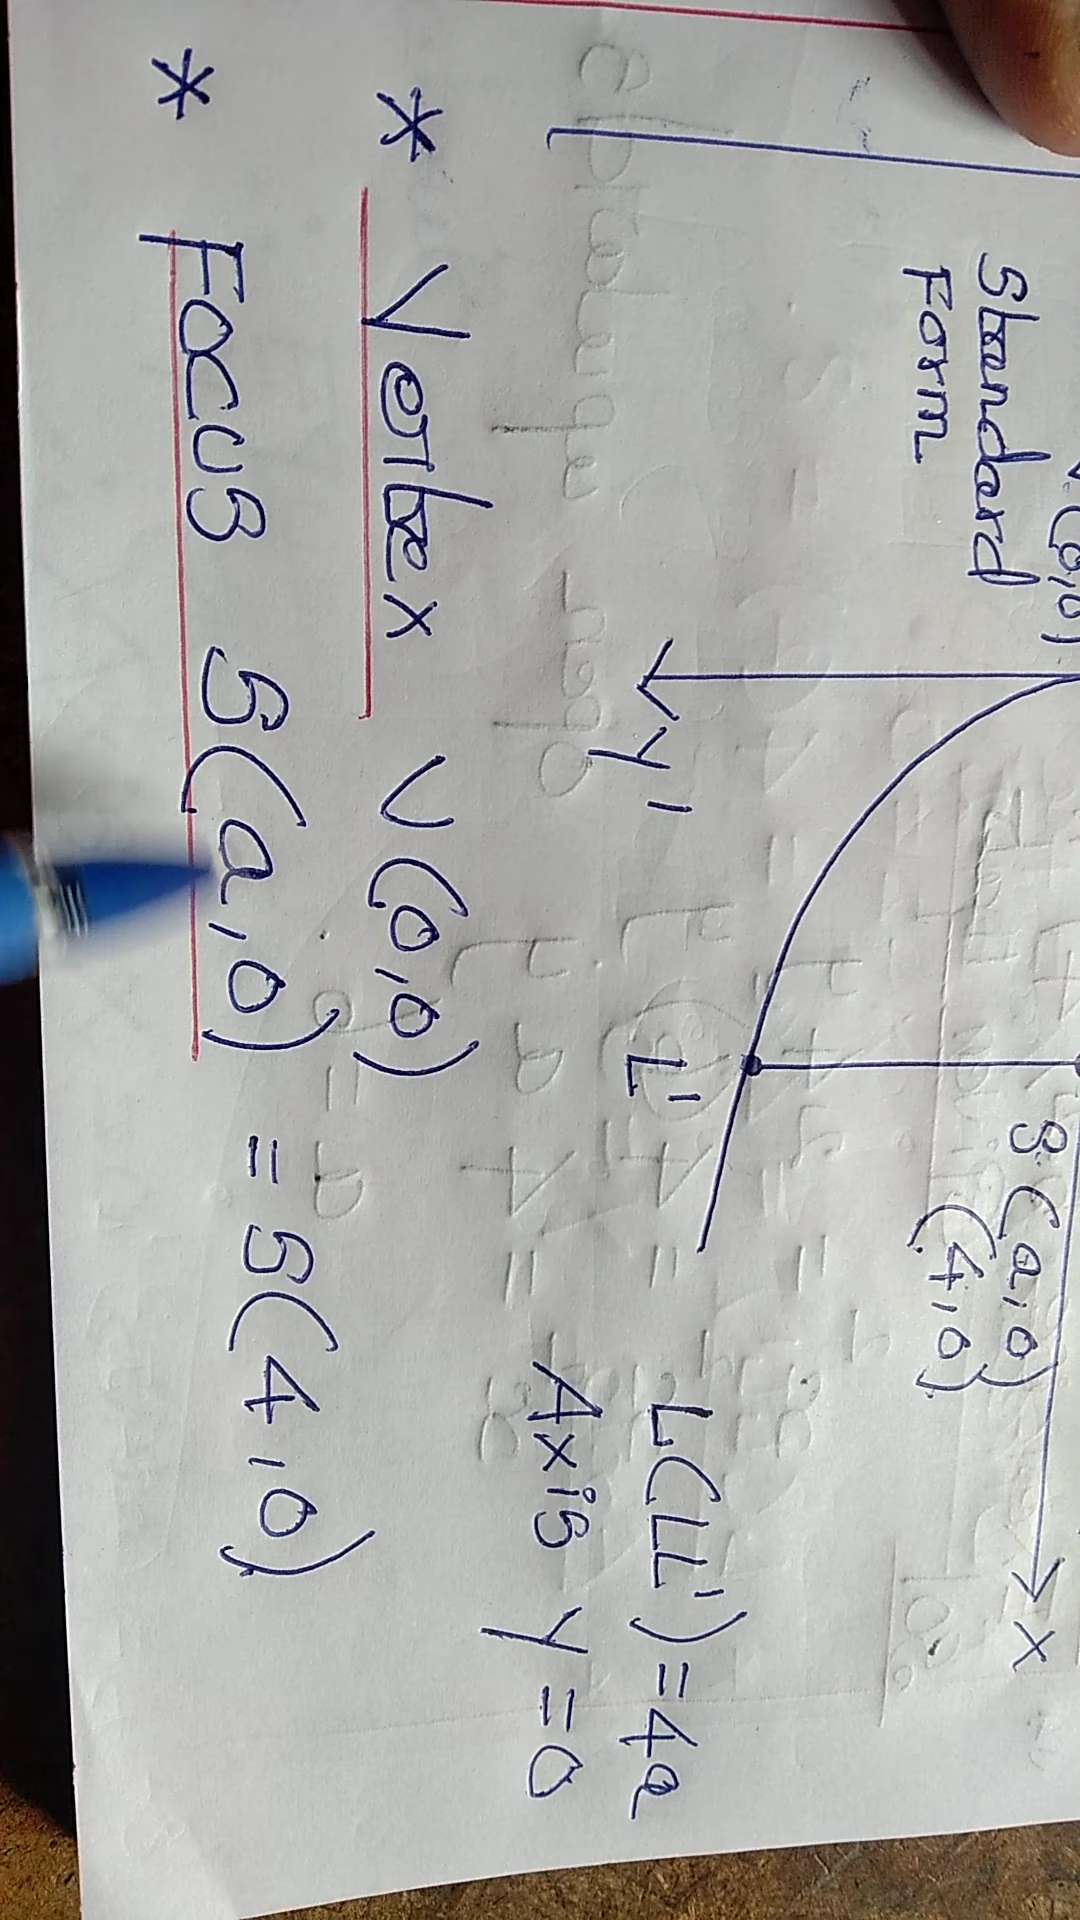 V(0,0)
Standard
Form
S(a,0)
(4,0)
X
Y'
L'
L(LL') = 4a
Axis y = 0
* Vertex V(0,0)
* Focus S(a,0) = S(4,0)